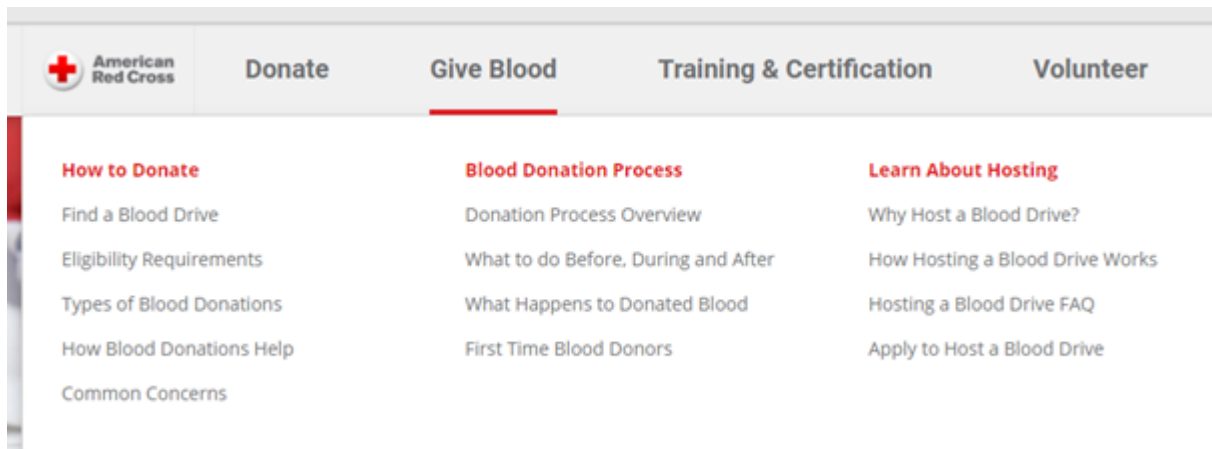 American
Red Cross
Donate
Give Blood
Training & Certification
Volunteer
How to Donate
Find a Blood Drive
Eligibility Requirements
Types of Blood Donations
How Blood Donations Help
Common Concerns
Blood Donation Process
Donation Process Overview
What to do Before, During and After
What Happens to Donated Blood
First Time Blood Donors
Learn About Hosting
Why Host a Blood Drive?
How Hosting a Blood Drive Works
Hosting a Blood Drive FAQ
Apply to Host a Blood Drive